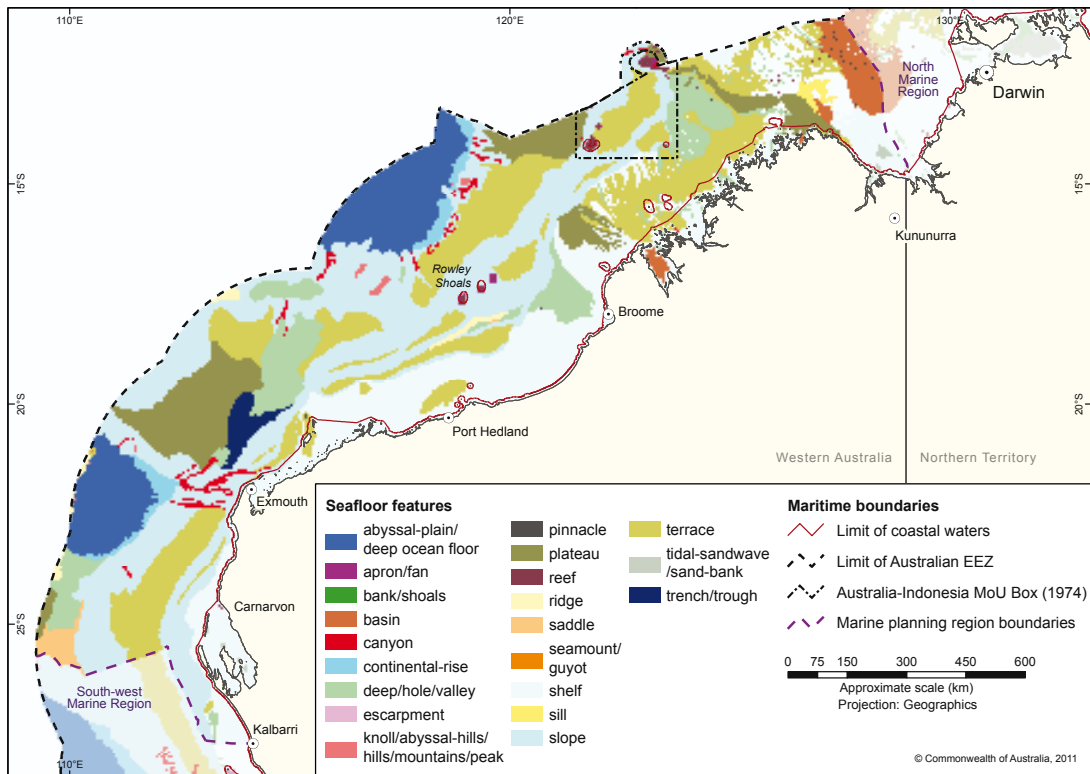 110°E
120°E
130°E
North
Marine
Region
Darwin
15°S
15°S
Kununurra
Rowley
Shoals
Broome
20°S
20°S
Port Hedland
Western Australia
Northern Territory
Exmouth
Carnarvon
25°S
South-west
Marine Region
Kalbarri
110°E
Seafloor features
abyssal-plain/
deep ocean floor
apron/fan
bank/shoals
basin
canyon
continental-rise
deep/hole/valley
escarpment
knoll/abyssal-hills/
hills/mountains/peak
pinnacle
plateau
reef
ridge
saddle
seamount/
guyot
shelf
sill
slope
terrace
tidal-sandwave
/sand-bank
trench/trough
Maritime boundaries
Limit of coastal waters
Limit of Australian EEZ
Australia-Indonesia MoU Box (1974)
Marine planning region boundaries
0 75 150 300 450 600
Approximate scale (km)
Projection: Geographics
© Commonwealth of Australia, 2011